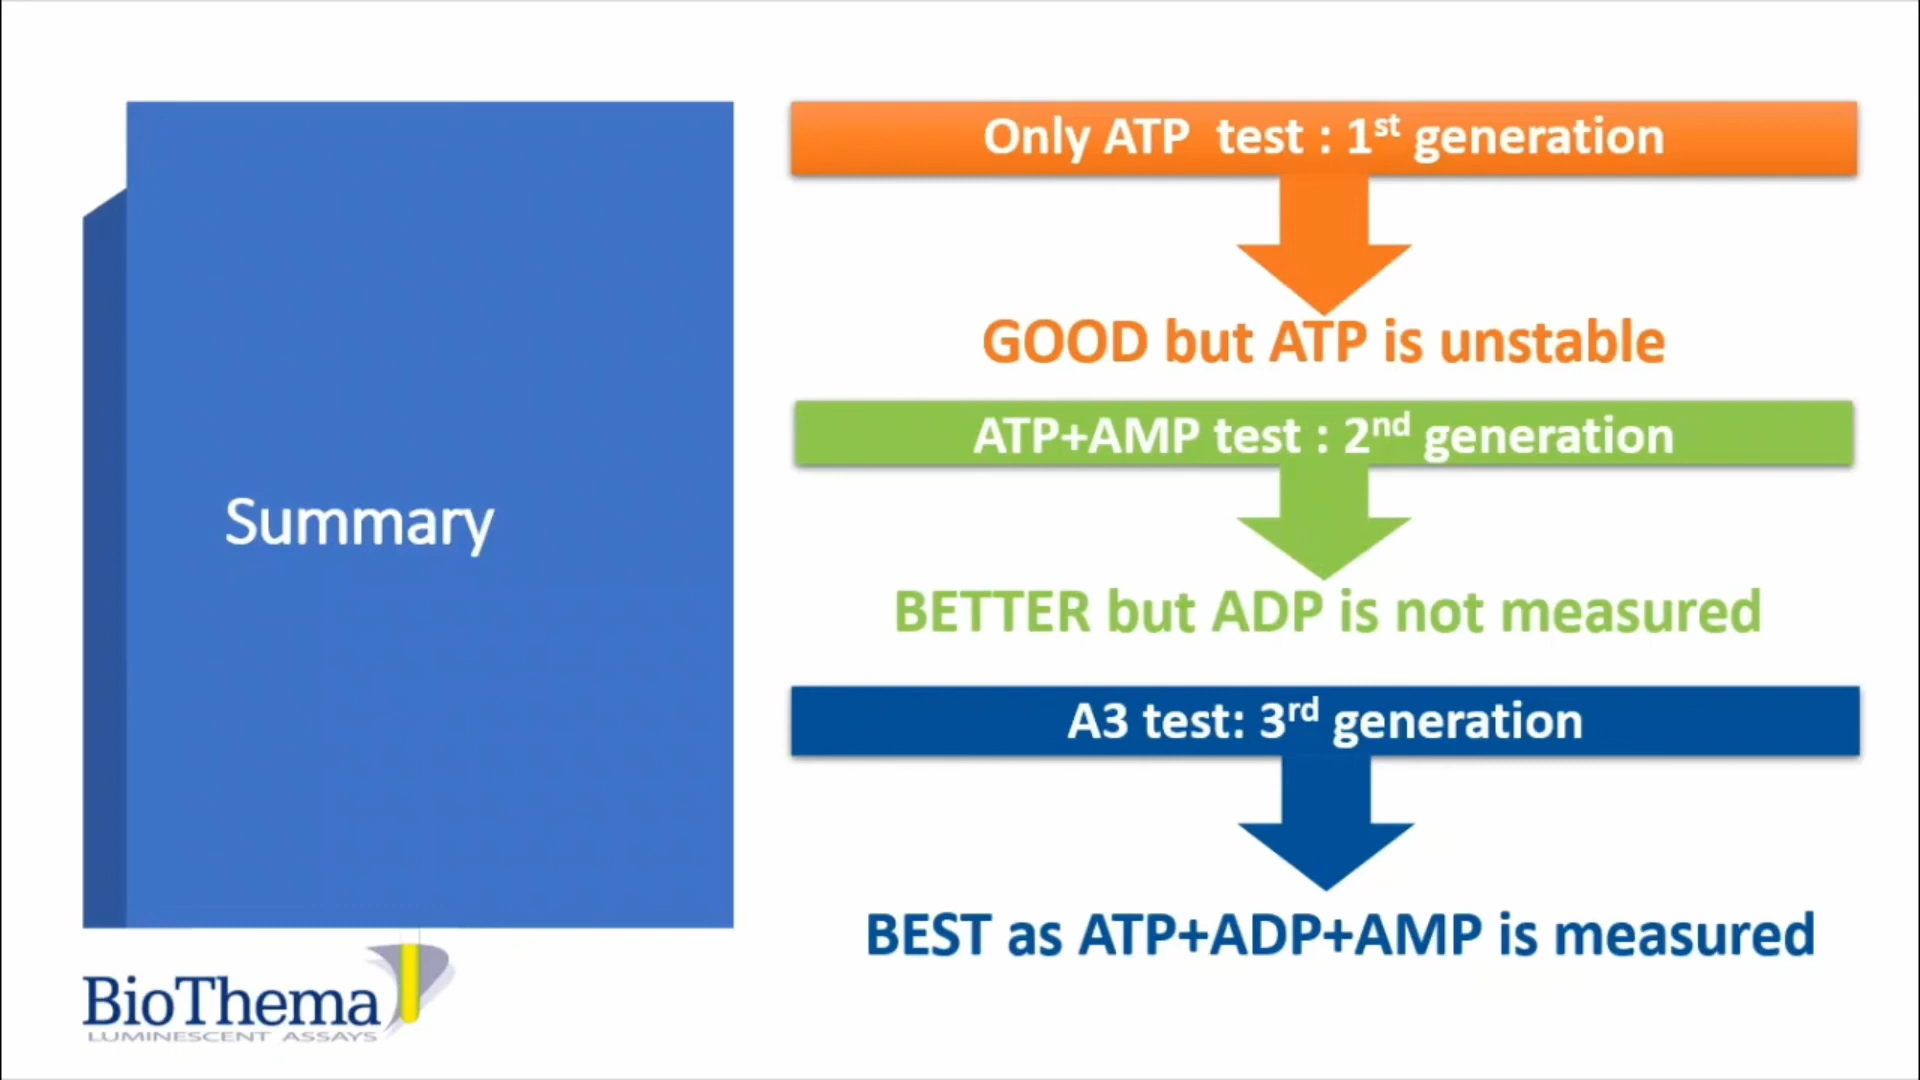 Summary
Only ATP  test : 1st generation
GOOD but ATP is unstable
ATP+AMP test : 2nd generation
BETTER but ADP is not measured
A3 test: 3rd generation
BEST as ATP+ADP+AMP is measured
BioThema
LUMINESCENT ASSAYS